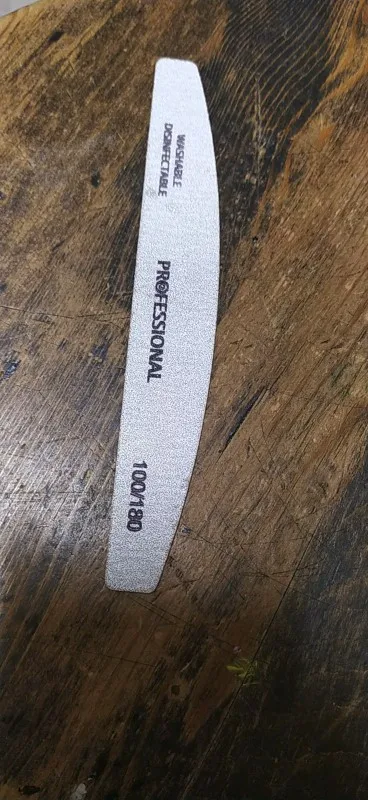 WASHABLE
DISINFECTABLE
PROFESSIONAL
100/180